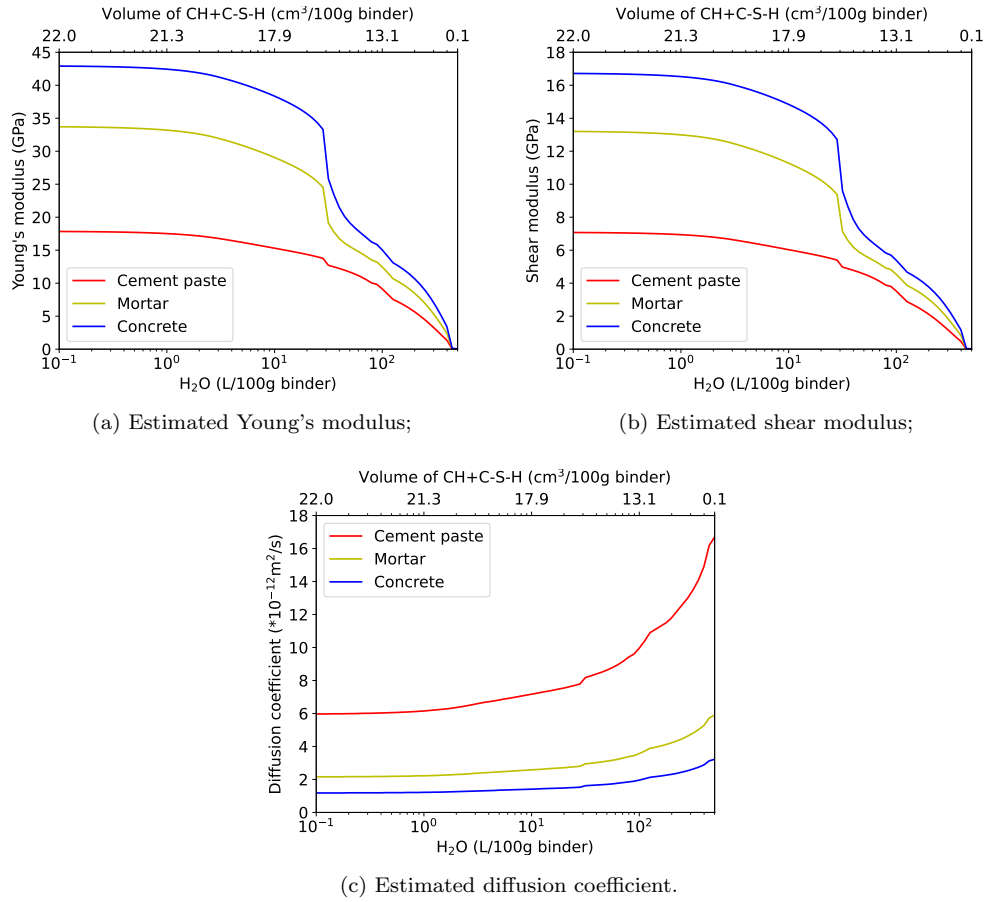 Volume of CH+C-S-H (cm³/100g binder)
22.0 21.3 17.9 13.1 0.1
45
40
35
30
25
20
15
10
5
0
Young's modulus (GPa)
Cement paste
Mortar
Concrete
10⁻¹ 10⁰ 10¹ 10²
H₂O (L/100g binder)
(a) Estimated Young's modulus;
Volume of CH+C-S-H (cm³/100g binder)
22.0 21.3 17.9 13.1 0.1
18
16
14
12
10
8
6
4
2
0
Shear modulus (GPa)
Cement paste
Mortar
Concrete
10⁻¹ 10⁰ 10¹ 10²
H₂O (L/100g binder)
(b) Estimated shear modulus;
Volume of CH+C-S-H (cm³/100g binder)
22.0 21.3 17.9 13.1 0.1
18
16
14
12
10
8
6
4
2
0
Diffusion coefficient (*10⁻¹²m²/s)
Cement paste
Mortar
Concrete
10⁻¹ 10⁰ 10¹ 10²
H₂O (L/100g binder)
(c) Estimated diffusion coefficient.